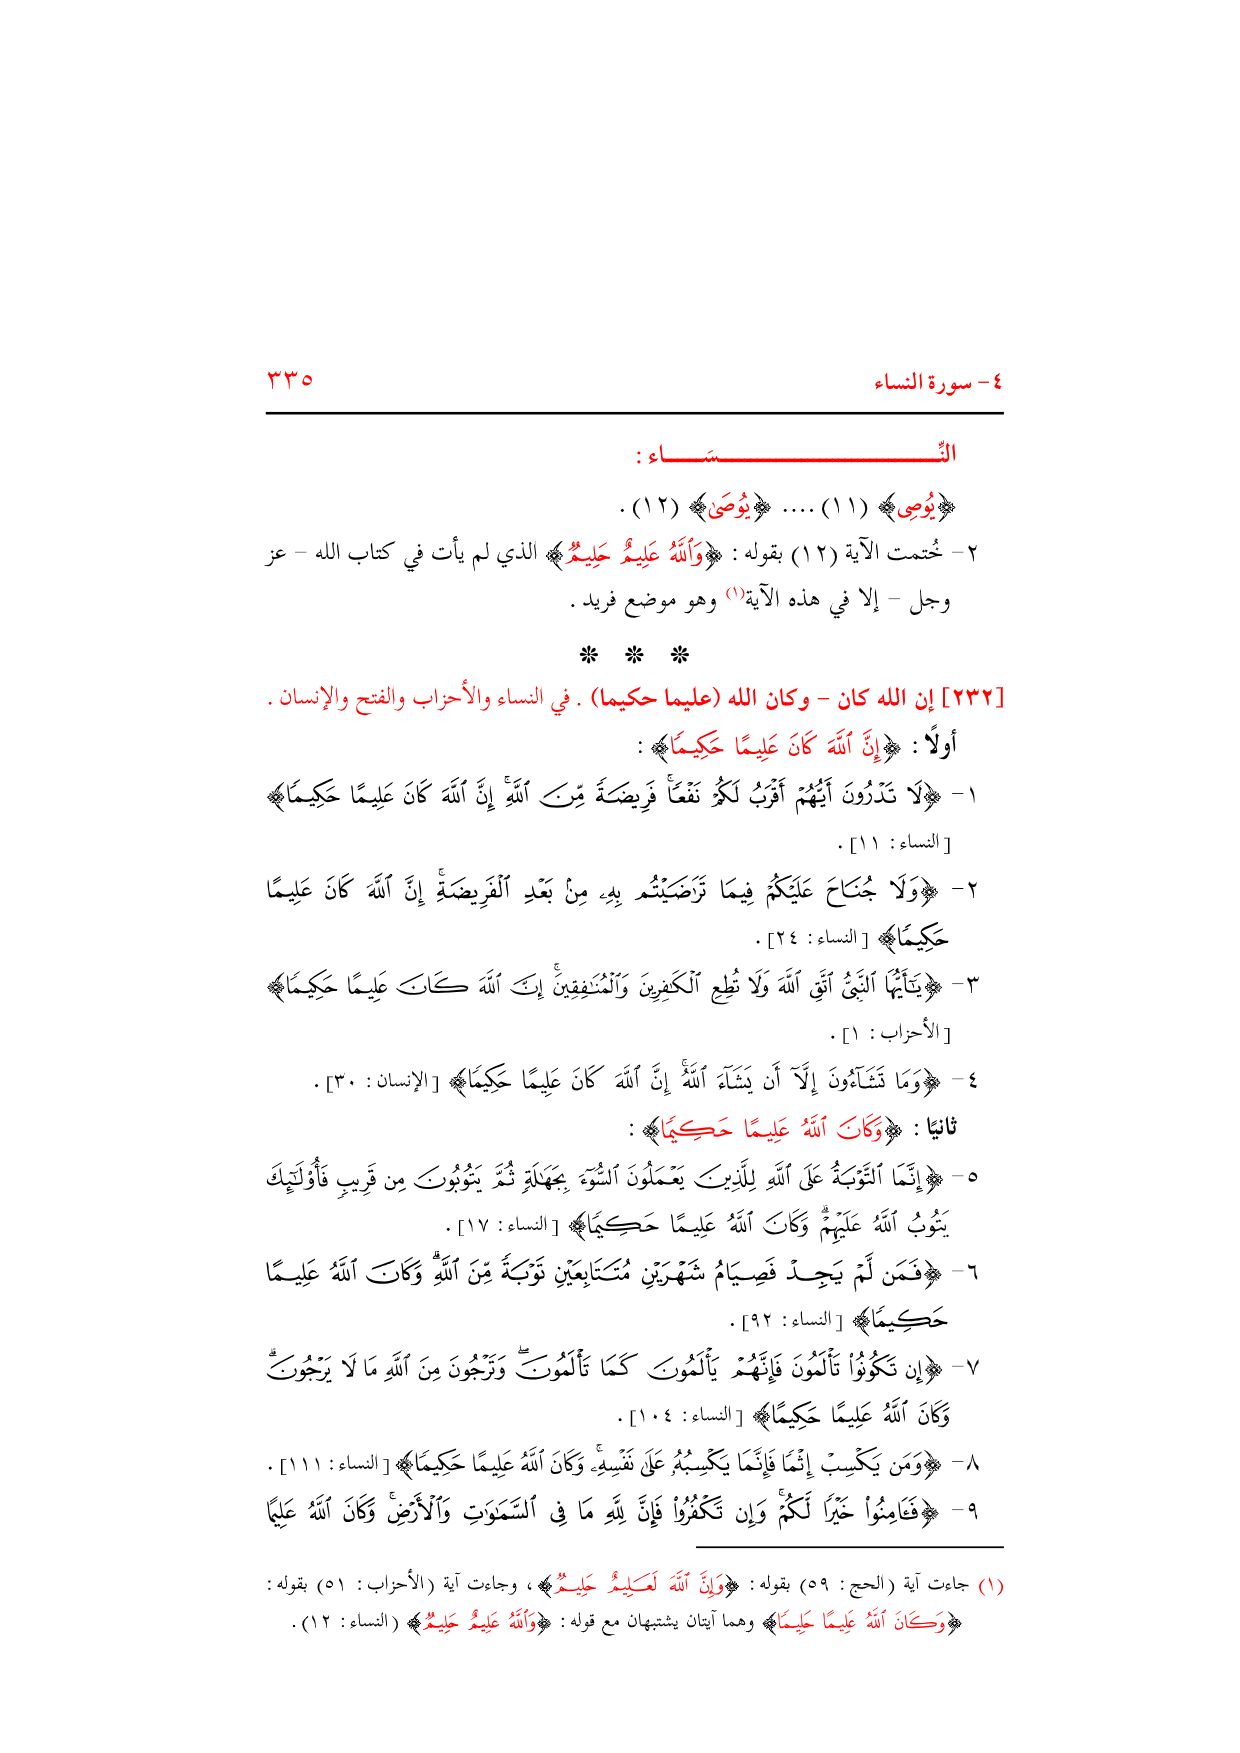 ٤- سورة النساء ٣٣٥
النِّــــــــــــــــــسَـــــاء :
﴿يُوصِى﴾ (١١) .... ﴿يُوصَىٰ﴾ (١٢) .
٢- خُتمت الآية (١٢) بقوله : ﴿وَٱللَّهُ عَلِيمٌ حَلِيمٌ﴾ الذي لم يأت في كتاب الله - عز
وجل - إلا في هذه الآية(١) وهو موضع فريد .
❊ ❊ ❊
[٢٣٢] إن الله كان - وكان الله (عليما حكيما) . في النساء والأحزاب والفتح والإنسان .
أولًا : ﴿إِنَّ ٱللَّهَ كَانَ عَلِيمًا حَكِيمًا﴾ :
١- ﴿لَا تَدْرُونَ أَيُّهُمْ أَقْرَبُ لَكُمْ نَفْعًا ۚ فَرِيضَةً مِّنَ ٱللَّهِ ۗ إِنَّ ٱللَّهَ كَانَ عَلِيمًا حَكِيمًا﴾
[النساء : ١١] .
٢- ﴿وَلَا جُنَاحَ عَلَيْكُمْ فِيمَا تَرَٰضَيْتُم بِهِۦ مِنۢ بَعْدِ ٱلْفَرِيضَةِ ۚ إِنَّ ٱللَّهَ كَانَ عَلِيمًا
حَكِيمًا﴾ [النساء : ٢٤] .
٣- ﴿يَٰٓأَيُّهَا ٱلنَّبِىُّ ٱتَّقِ ٱللَّهَ وَلَا تُطِعِ ٱلْكَٰفِرِينَ وَٱلْمُنَٰفِقِينَ ۗ إِنَّ ٱللَّهَ كَانَ عَلِيمًا حَكِيمًا﴾
[الأحزاب : ١] .
٤- ﴿وَمَا تَشَآءُونَ إِلَّآ أَن يَشَآءَ ٱللَّهُ ۚ إِنَّ ٱللَّهَ كَانَ عَلِيمًا حَكِيمًا﴾ [الإنسان : ٣٠] .
ثانيًا : ﴿وَكَانَ ٱللَّهُ عَلِيمًا حَكِيمًا﴾ :
٥- ﴿إِنَّمَا ٱلتَّوْبَةُ عَلَى ٱللَّهِ لِلَّذِينَ يَعْمَلُونَ ٱلسُّوٓءَ بِجَهَٰلَةٍ ثُمَّ يَتُوبُونَ مِن قَرِيبٍ فَأُو۟لَٰٓئِكَ
يَتُوبُ ٱللَّهُ عَلَيْهِمْ ۗ وَكَانَ ٱللَّهُ عَلِيمًا حَكِيمًا﴾ [النساء : ١٧] .
٦- ﴿فَمَن لَّمْ يَجِدْ فَصِيَامُ شَهْرَيْنِ مُتَتَابِعَيْنِ تَوْبَةً مِّنَ ٱللَّهِ ۗ وَكَانَ ٱللَّهُ عَلِيمًا
حَكِيمًا﴾ [النساء : ٩٢] .
٧- ﴿إِن تَكُونُوا۟ تَأْلَمُونَ فَإِنَّهُمْ يَأْلَمُونَ كَمَا تَأْلَمُونَ ۖ وَتَرْجُونَ مِنَ ٱللَّهِ مَا لَا يَرْجُونَ ۗ
وَكَانَ ٱللَّهُ عَلِيمًا حَكِيمًا﴾ [النساء : ١٠٤] .
٨- ﴿وَمَن يَكْسِبْ إِثْمًا فَإِنَّمَا يَكْسِبُهُۥ عَلَىٰ نَفْسِهِۦ ۚ وَكَانَ ٱللَّهُ عَلِيمًا حَكِيمًا﴾ [النساء : ١١١] .
٩- ﴿فَـَٔامِنُوا۟ خَيْرًا لَّكُمْ ۚ وَإِن تَكْفُرُوا۟ فَإِنَّ لِلَّهِ مَا فِى ٱلسَّمَٰوَٰتِ وَٱلْأَرْضِ ۚ وَكَانَ ٱللَّهُ عَلِيمًا
(١) جاءت آية (الحج : ٥٩) بقوله : ﴿وَإِنَّ ٱللَّهَ لَعَلِيمٌ حَلِيمٌ﴾ ، وجاءت آية (الأحزاب : ٥١) بقوله :
﴿وَكَانَ ٱللَّهُ عَلِيمًا حَلِيمًا﴾ وهما آيتان يشتبهان مع قوله : ﴿وَٱللَّهُ عَلِيمٌ حَلِيمٌ﴾ (النساء : ١٢) .